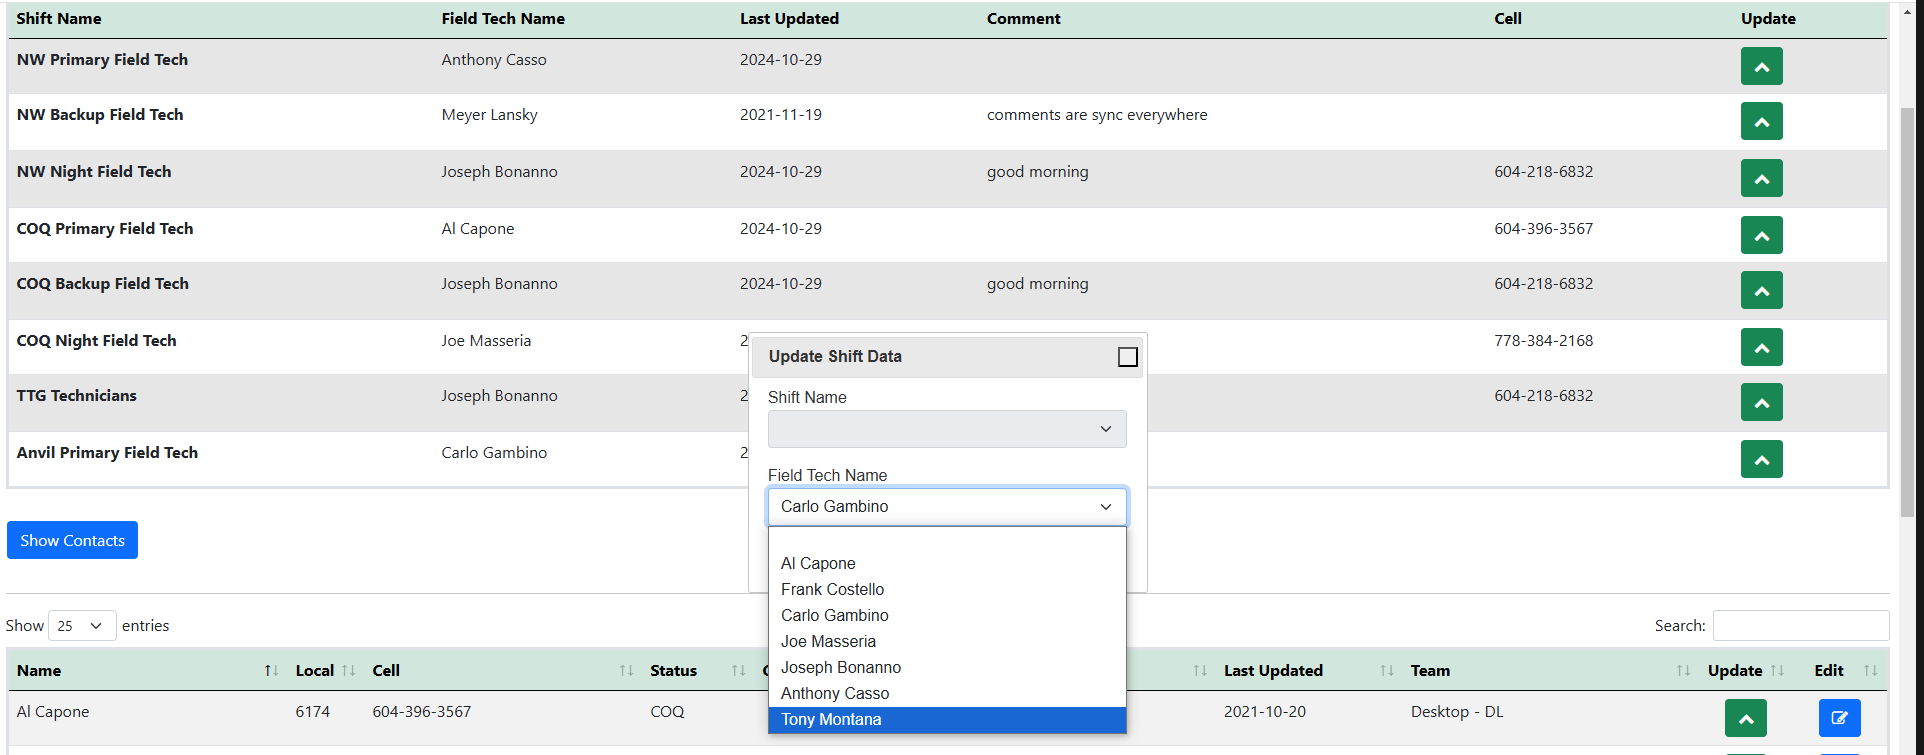 Shift Name Field Tech Name Last Updated Comment Cell Update
NW Primary Field Tech Anthony Casso 2024-10-29
NW Backup Field Tech Meyer Lansky 2021-11-19 comments are sync everywhere
NW Night Field Tech Joseph Bonanno 2024-10-29 good morning 604-218-6832
COQ Primary Field Tech Al Capone 2024-10-29 604-396-3567
COQ Backup Field Tech Joseph Bonanno 2024-10-29 good morning 604-218-6832
COQ Night Field Tech Joe Masseria 2 778-384-2168
TTG Technicians Joseph Bonanno 2 604-218-6832
Anvil Primary Field Tech Carlo Gambino 2
Update Shift Data
Shift Name
Field Tech Name
Carlo Gambino
Al Capone
Frank Costello
Carlo Gambino
Joe Masseria
Joseph Bonanno
Anthony Casso
Tony Montana
Show Contacts
Show 25 entries Search:
Name Local Cell Status Last Updated Team Update Edit
Al Capone 6174 604-396-3567 COQ 2021-10-20 Desktop - DL